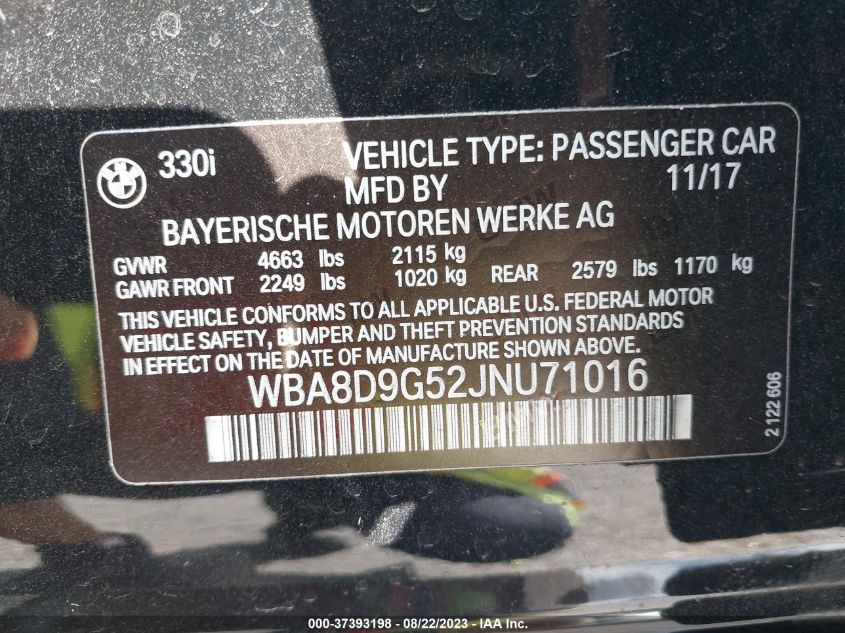 BMW
330i VEHICLE TYPE: PASSENGER CAR
MFD BY 11/17
BAYERISCHE MOTOREN WERKE AG
GVWR 4663 lbs 2115 kg
GAWR FRONT 2249 lbs 1020 kg REAR 2579 lbs 1170 kg
THIS VEHICLE CONFORMS TO ALL APPLICABLE U.S. FEDERAL MOTOR
VEHICLE SAFETY, BUMPER AND THEFT PREVENTION STANDARDS
IN EFFECT ON THE DATE OF MANUFACTURE SHOWN ABOVE.
WBA8D9G52JNU71016
2 122 606
000-37393198 - 08/22/2023 - © IAA Inc.